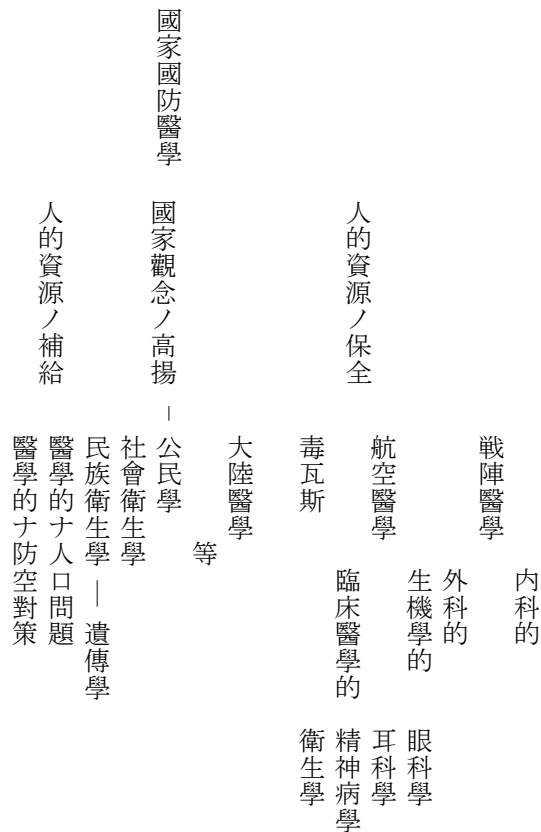 内科的
戦陣醫學
外科的
生機學的 眼科學
航空醫學 耳科學
人的資源ノ保全 臨床醫學的 精神病學
毒瓦斯 衛生學
大陸醫學
等
國家國防醫學 國家觀念ノ高揚 － 公民學
社會衛生學
民族衛生學 ― 遺傳學
人的資源ノ補給 醫學的ナ人口問題
醫學的ナ防空對策